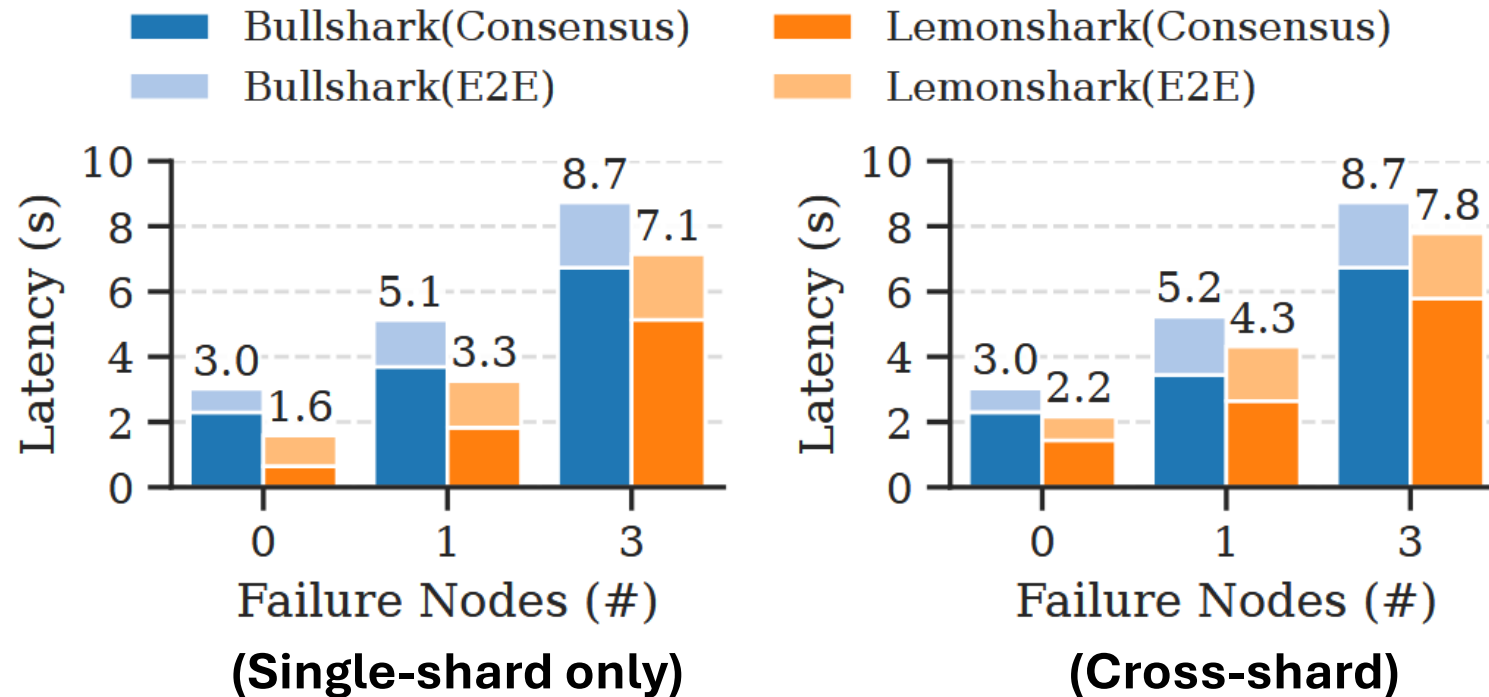 Bullshark(Consensus) Lemonshark(Consensus)
Bullshark(E2E) Lemonshark(E2E)
Latency (s)
10
8
6
4
2
0
3.0
1.6
5.1
3.3
8.7
7.1
0 1 3
Failure Nodes (#)
(Single-shard only)
Latency (s)
10
8
6
4
2
0
3.0
2.2
5.2
4.3
8.7
7.8
0 1 3
Failure Nodes (#)
(Cross-shard)